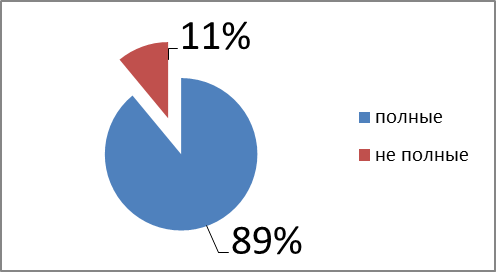 11%
полные
не полные
89%